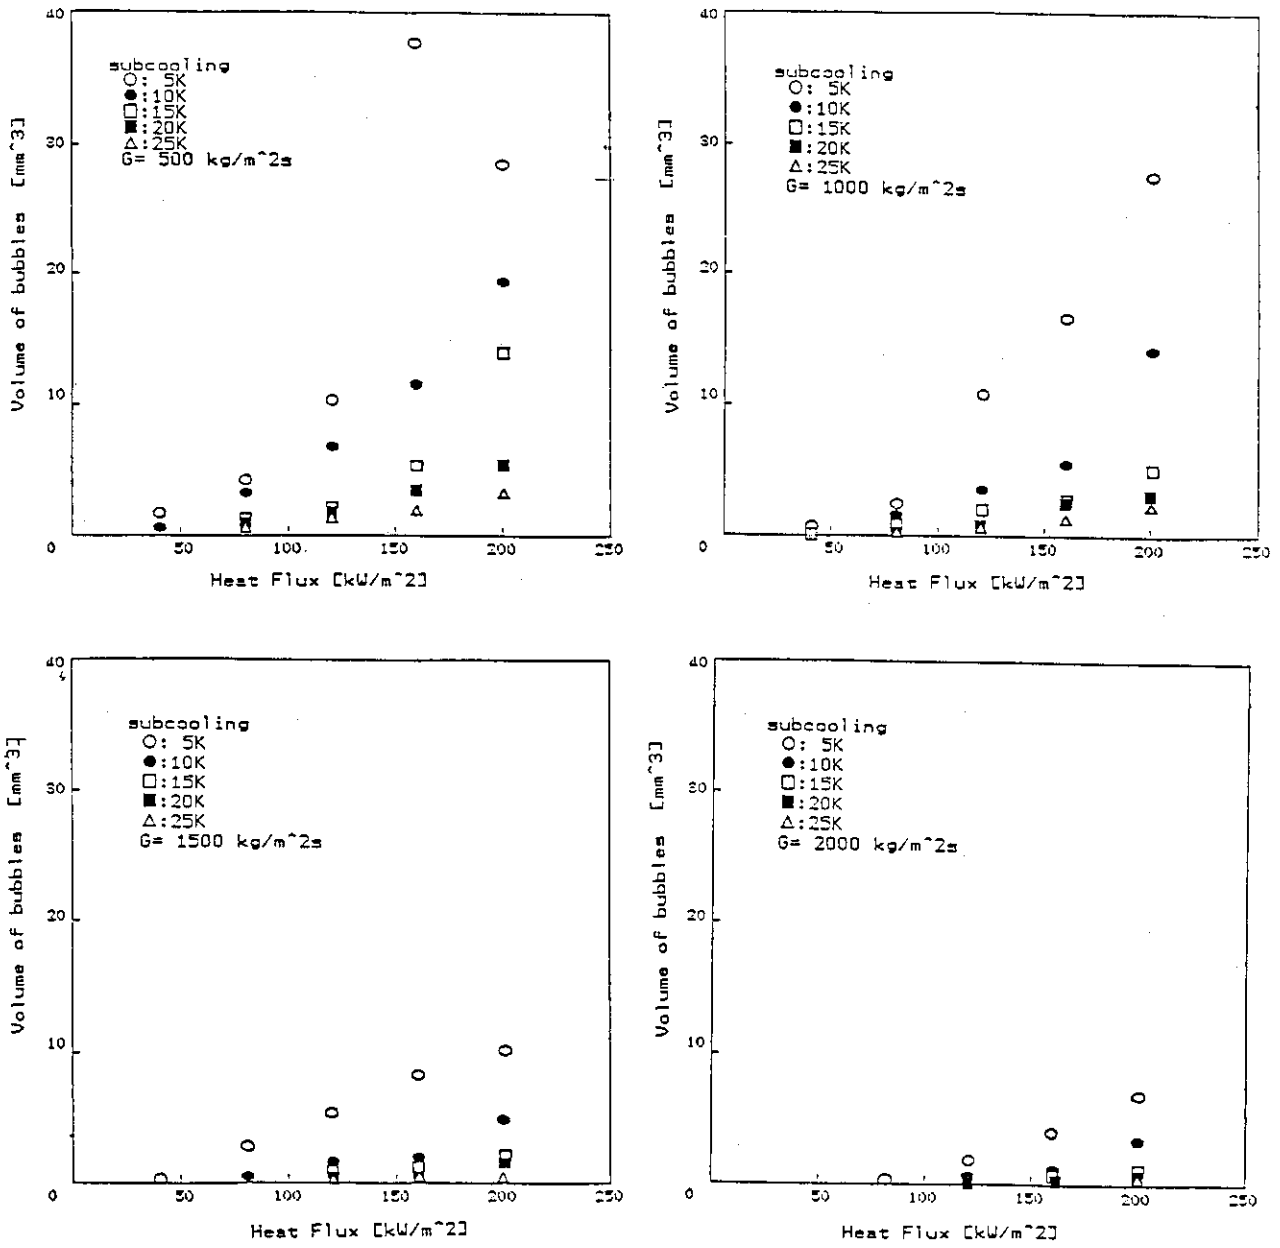 40
30
20
10
0
50
100.
150
200
250
Volume of bubbles [mm^3]
Heat Flux [kW/m^2]
subcooling
○: 5K
●:10K
□:15K
■:20K
△:25K
G= 500 kg/m^2s
40
30
20
10
0
50
100
150
200
250
Volume of bubbles [mm^3]
Heat Flux [kW/m^2]
subcooling
○: 5K
●:10K
□:15K
■:20K
△:25K
G= 1000 kg/m^2s
40
30
20
10
0
50
100
150
200
250
Volume of bubbles [mm^3]
Heat Flux [kW/m^2]
subcooling
○: 5K
●:10K
□:15K
■:20K
△:25K
G= 1500 kg/m^2s
40
30
20
10
0
50
100
150
200
250
Volume of bubbles [mm^3]
Heat Flux [kW/m^2]
subcooling
○: 5K
●:10K
□:15K
■:20K
△:25K
G= 2000 kg/m^2s